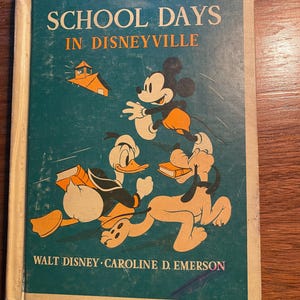 SCHOOL DAYS
IN DISNEYVILLE
WALT DISNEY · CAROLINE D. EMERSON